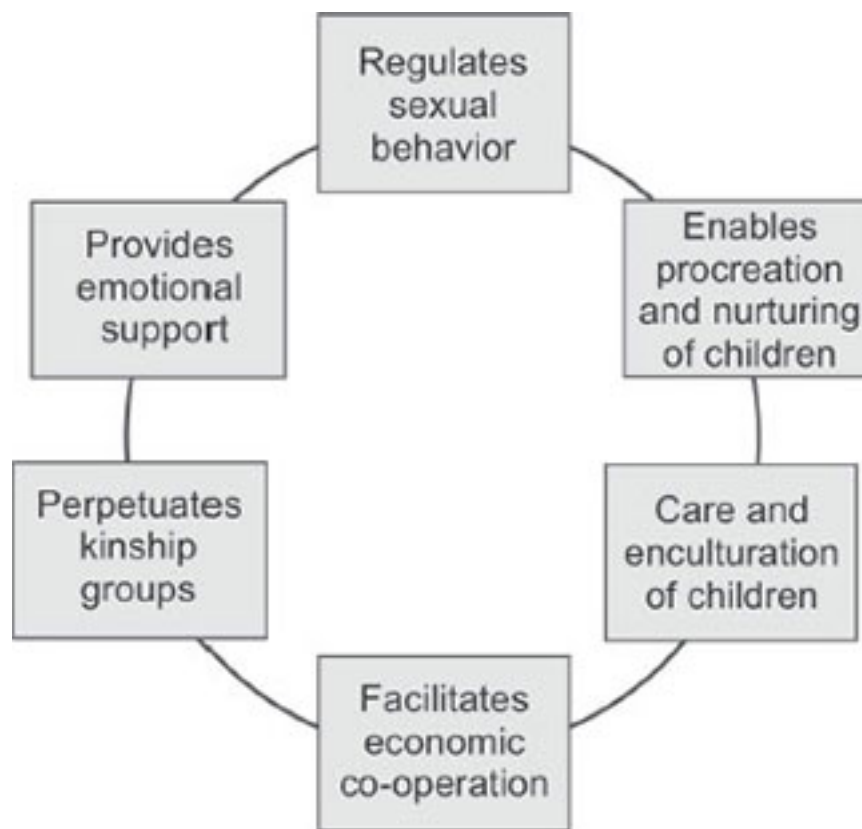 Regulates
sexual
behavior
Enables
procreation
and nurturing
of children
Care and
enculturation
of children
Facilitates
economic
co-operation
Perpetuates
kinship
groups
Provides
emotional
support